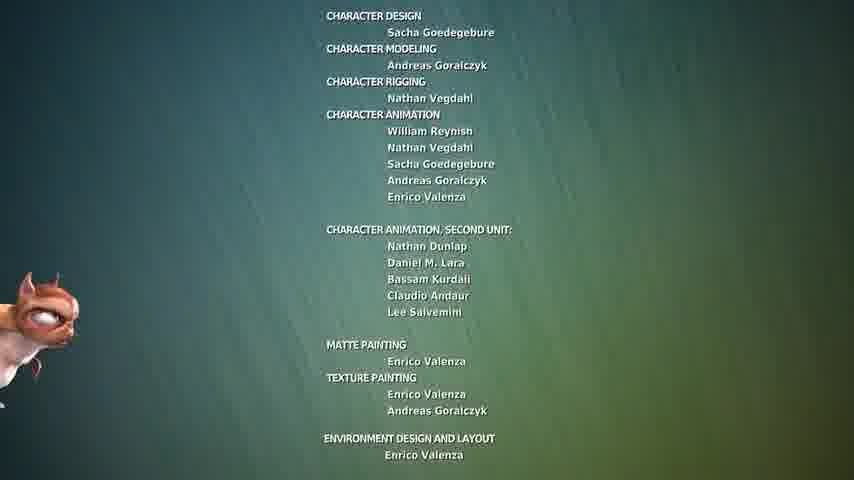 CHARACTER DESIGN
Sacha Goedegebure
CHARACTER MODELING
Andreas Goralczyk
CHARACTER RIGGING
Nathan Vegdahl
CHARACTER ANIMATION
William Reynish
Nathan Vegdahl
Sacha Goedegebure
Andreas Goralczyk
Enrico Valenza
CHARACTER ANIMATION, SECOND UNIT:
Nathan Dunlap
Daniel M. Lara
Bassam Kurdali
Claudio Andaur
Lee Salvemini
MATTE PAINTING
Enrico Valenza
TEXTURE PAINTING
Enrico Valenza
Andreas Goralczyk
ENVIRONMENT DESIGN AND LAYOUT
Enrico Valenza